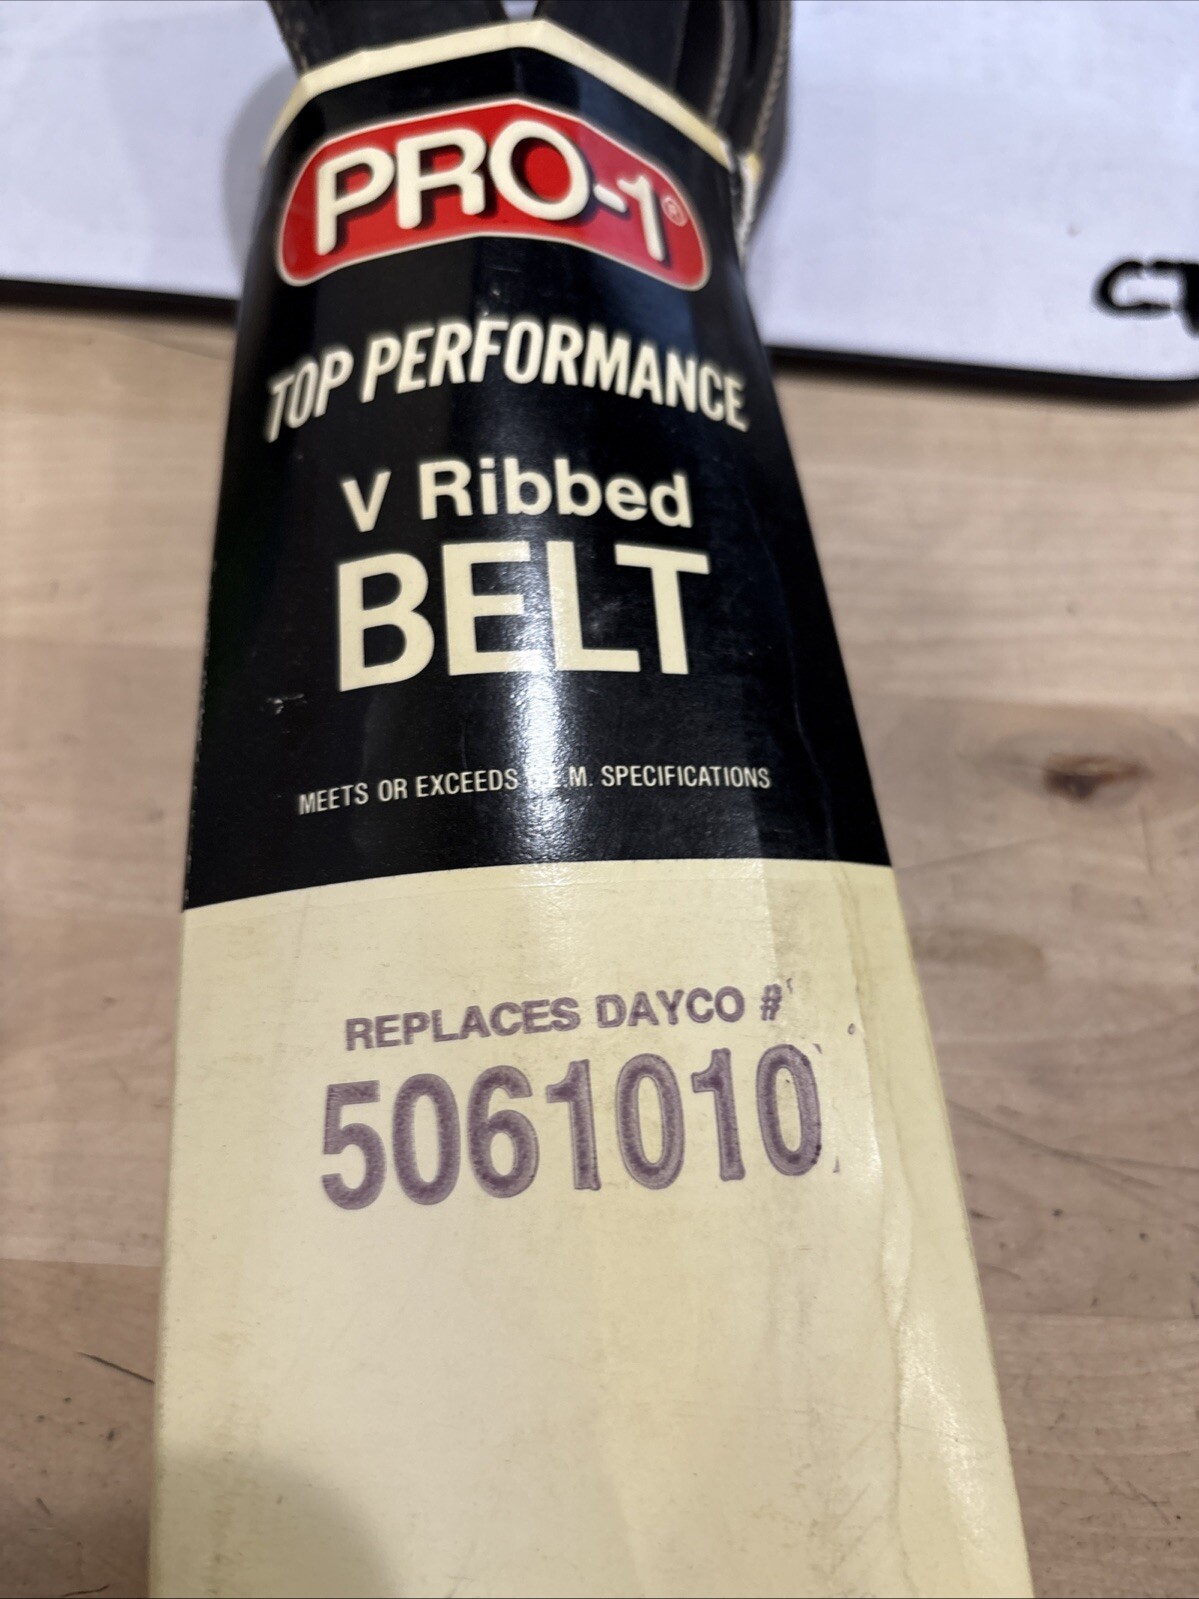 PRO-1®
TOP PERFORMANCE
V Ribbed
BELT
MEETS OR EXCEEDS .M. SPECIFICATIONS
REPLACES DAYCO #
5061010